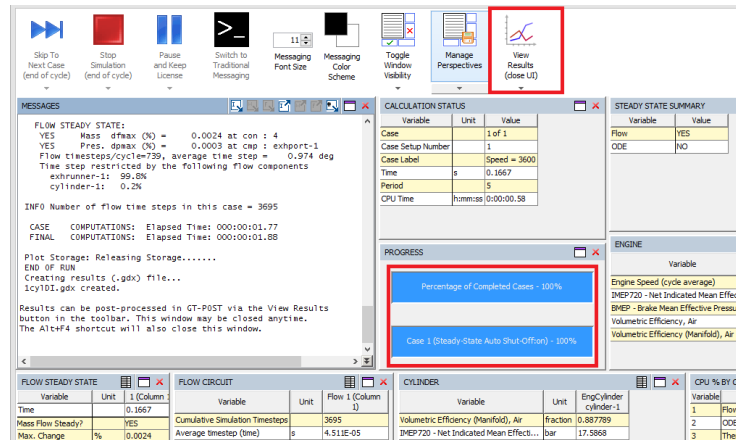 Skip To
Next Case
(end of cycle)
Stop
Simulation
(end of cycle)
Pause
and Keep
License
Switch to
Traditional
Messaging
11
Messaging
Font Size
Messaging
Color
Scheme
Toggle
Window
Visibility
Manage
Perspectives
View
Results
(close UI)
MESSAGES
FLOW STEADY STATE:
YES Mass dfmax (%) = 0.0024 at con : 4
YES Pres. dpmax (%) = 0.0003 at cmp : exhport-1
Flow timesteps/cycle=739, average time step = 0.974 deg
Time step restricted by the following flow components
exhrunner-1: 99.8%
cylinder-1: 0.2%
INFO Number of flow time steps in this case = 3695
CASE COMPUTATIONS: Elapsed Time: 000:00:01.77
FINAL COMPUTATIONS: Elapsed Time: 000:00:01.88
Plot Storage: Releasing Storage.......
END OF RUN
Creating results (.gdx) file...
1cylDI.gdx created.
Results can be post-processed in GT-POST via the View Results
button in the toolbar. This window may be closed anytime.
The Alt+F4 shortcut will also close this window.
CALCULATION STATUS
Variable Unit Value
Case 1 of 1
Case Setup Number 1
Case Label Speed = 3600
Time s 0.1667
Period 5
CPU Time h:mm:ss 0:00:00.58
STEADY STATE SUMMARY
Variable Value
Flow YES
ODE NO
PROGRESS
Percentage of Completed Cases - 100%
Case 1 (Steady-State Auto Shut-Off:on) - 100%
ENGINE
Variable
Engine Speed (cycle average)
IMEP720 - Net Indicated Mean Effec
BMEP - Brake Mean Effective Pressu
Volumetric Efficiency, Air
Volumetric Efficiency (Manifold), Air
FLOW STEADY STATE
Variable Unit 1 (Column
Time 0.1667
Mass Flow Steady? YES
Max. Change % 0.0024
FLOW CIRCUIT
Variable Unit Flow 1 (Column
1)
Cumulative Simulation Timesteps 3695
Average timestep (time) s 4.51E-05
CYLINDER
Variable Unit EngCylinder
cylinder-1
Volumetric Efficiency (Manifold), Air fraction 0.887789
IMEP720 - Net Indicated Mean Effecti... bar 17.5868
CPU % BY C
Variable
1 Flow
2 ODE
3 The